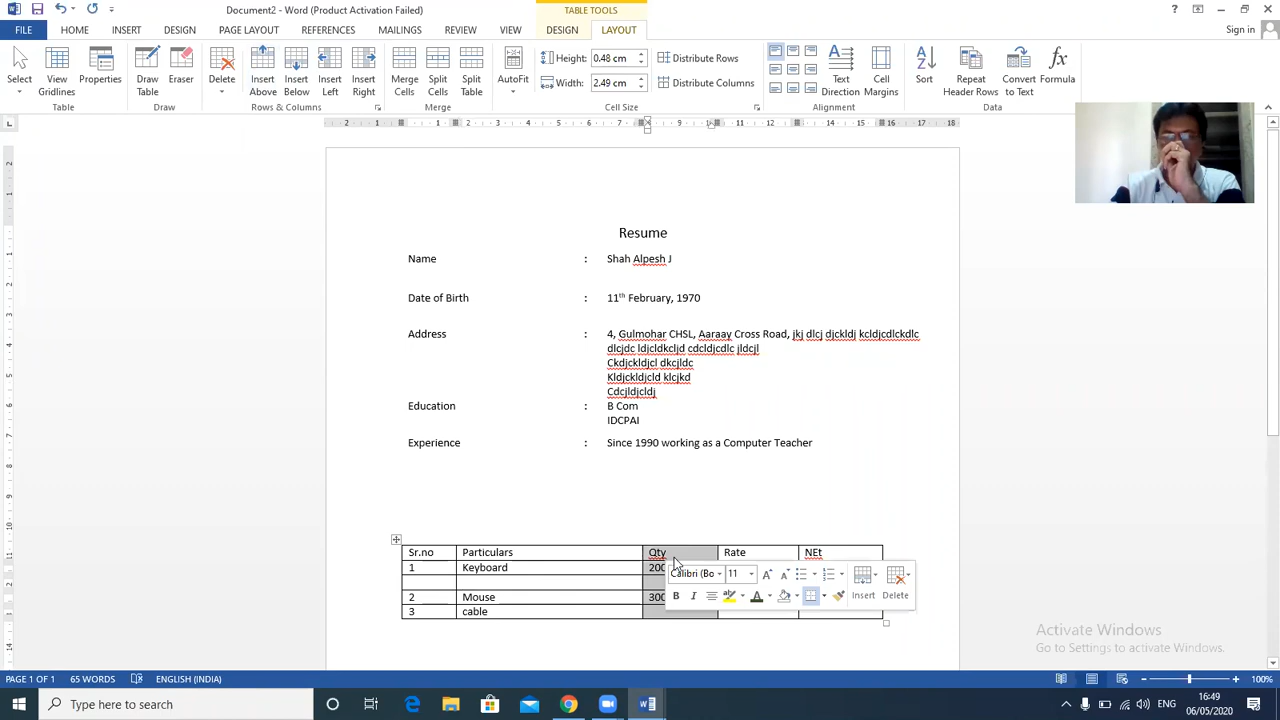 Document2 - Word (Product Activation Failed)
TABLE TOOLS
FILE HOME INSERT DESIGN PAGE LAYOUT REFERENCES MAILINGS REVIEW VIEW DESIGN LAYOUT
Sign in
Select
View Gridlines
Properties
Table
Draw Table
Eraser
Draw
Delete
Insert Above
Insert Below
Insert Left
Insert Right
Rows & Columns
Merge Cells
Split Cells
Split Table
Merge
AutoFit
Height: 0.48 cm
Width: 2.49 cm
Distribute Rows
Distribute Columns
Cell Size
Text Direction
Cell Margins
Alignment
Sort
Repeat Header Rows
Convert to Text
Formula
Data
Resume
Name : Shah Alpesh J
Date of Birth : 11th February, 1970
Address : 4, Gulmohar CHSL, Aaraay Cross Road, jkj dlcj djckldj kcldjcdlckdlc
dlcjdc ldjcldkcljd cdcldjcdlc jldcjl
Ckdjckldjcl dkcjldc
Kldjckldjcld klcjkd
Cdcjldjcldj
Education : B Com
IDCPAI
Experience : Since 1990 working as a Computer Teacher
Sr.no Particulars Qty Rate NEt
1 Keyboard 200
2 Mouse 300
3 cable
Calibri (Bo 11
B I
Insert Delete
Activate Windows
Go to Settings to activate Windows.
PAGE 1 OF 1 65 WORDS ENGLISH (INDIA) 100%
Type here to search
ENG
16:49
06/05/2020